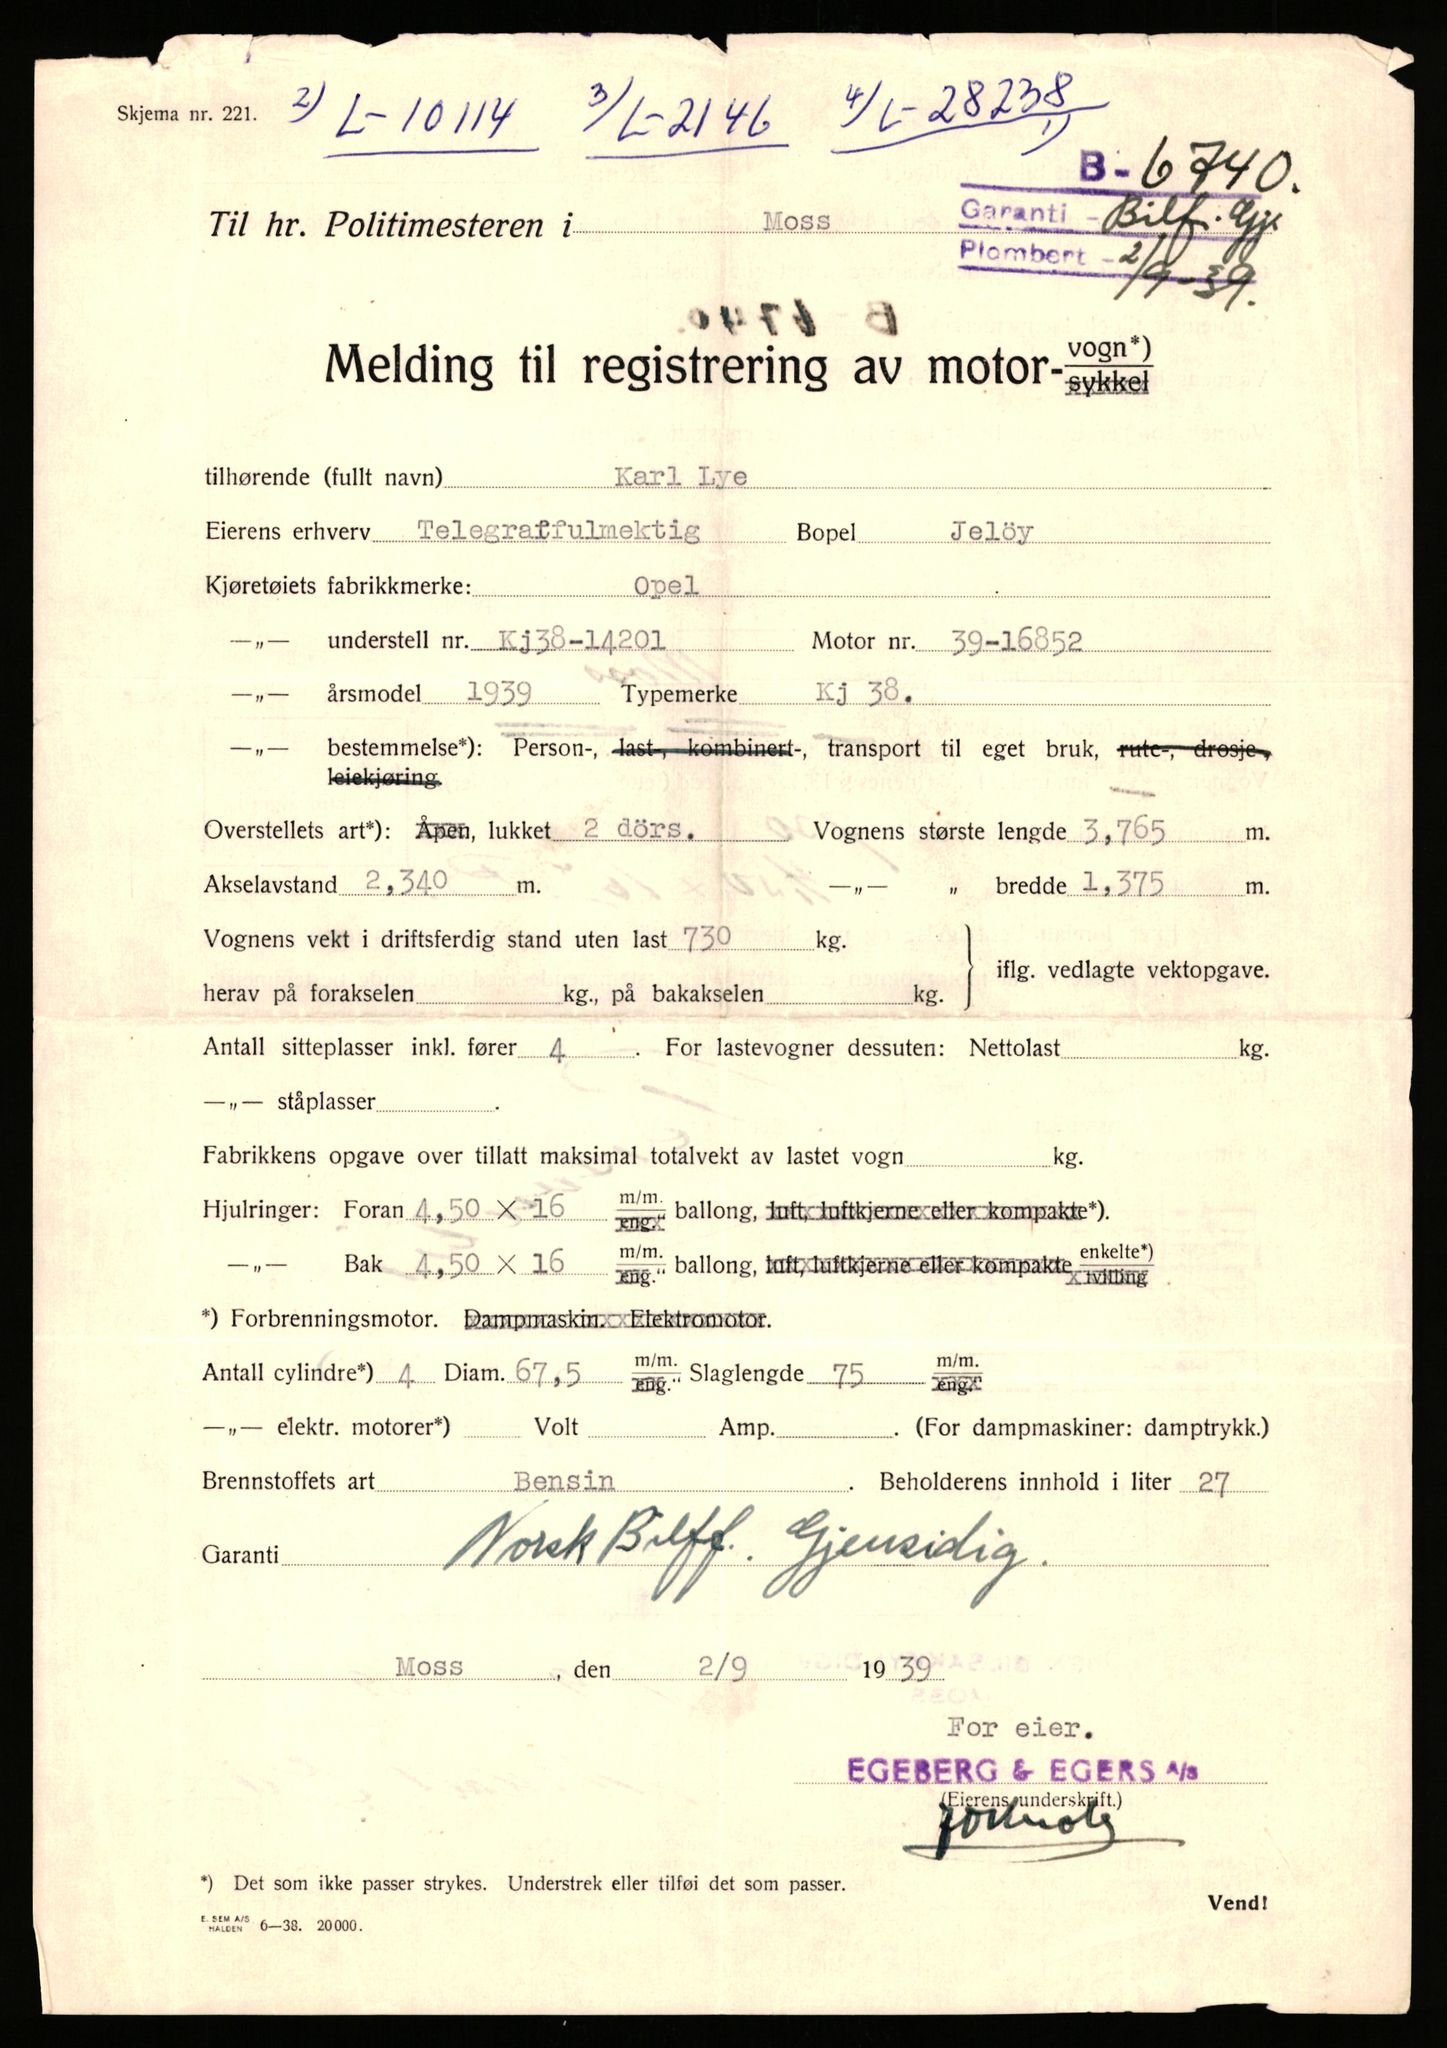 Skjema nr. 221.
2) L-10114 3) L-2146 4) L-28238
1)
B-6740.
Til hr. Politimesteren i Moss
Garanti - Bilf. Gjs.
Plombert - 2/9-39.
B 6740.
Melding til registrering av motor-vogn*)
sykkel
tilhørende (fullt navn) Karl Lye
Eierens erhverv Telegraffulmektig Bopel Jelöy
Kjøretøiets fabrikkmerke: Opel
—„— understell nr. Kj38-14201 Motor nr. 39-16852
—„— årsmodel 1939 Typemerke Kj 38.
—„— bestemmelse*): Person-, last-, kombinert-, transport til eget bruk, rute-, drosje-,
leiekjøring.
Overstellets art*): Åpen, lukket 2 dörs. Vognens største lengde 3,765 m.
Akselavstand 2,340 m. —„— „ bredde 1,375 m.
Vognens vekt i driftsferdig stand uten last 730 kg.
iflg. vedlagte vektopgave.
herav på forakselen kg., på bakakselen kg.
Antall sitteplasser inkl. fører 4 . For lastevogner dessuten: Nettolast kg.
—„— ståplasser .
Fabrikkens opgave over tillatt maksimal totalvekt av lastet vogn kg.
Hjulringer: Foran 4,50 X 16 m/m. eng." ballong, luft, luftkjerne eller kompakte*).
—„— Bak 4,50 X 16 m/m. eng." ballong, luft, luftkjerne eller kompakte enkelte*) tvilling
*) Forbrenningsmotor. Dampmaskin. Elektromotor.
Antall cylindre*) 4 Diam. 67,5 m/m. eng." Slaglengde 75 m/m. eng."
—„— elektr. motorer*) Volt Amp. . (For dampmaskiner: damptrykk.)
Brennstoffets art Bensin . Beholderens innhold i liter 27
Garanti Norsk Bilff. Gjensidig.
Moss , den 2/9 1939
For eier.
EGEBERG & EGERS A/S
(Eierens underskrift.)
*) Det som ikke passer strykes. Understrek eller tilføi det som passer.
Vend!
E. SEM A/S HALDEN 6—38. 20000.